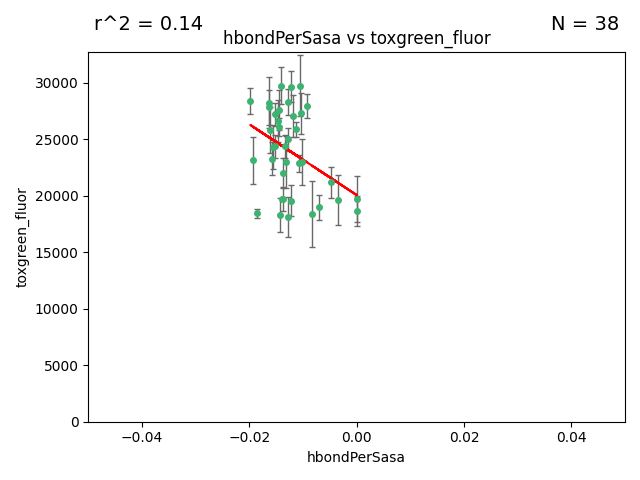 r^2 = 0.14
N = 38
hbondPerSasa vs toxgreen_fluor
30000
25000
20000
15000
10000
5000
0
toxgreen_fluor
−0.04
−0.02
0.00
0.02
0.04
hbondPerSasa